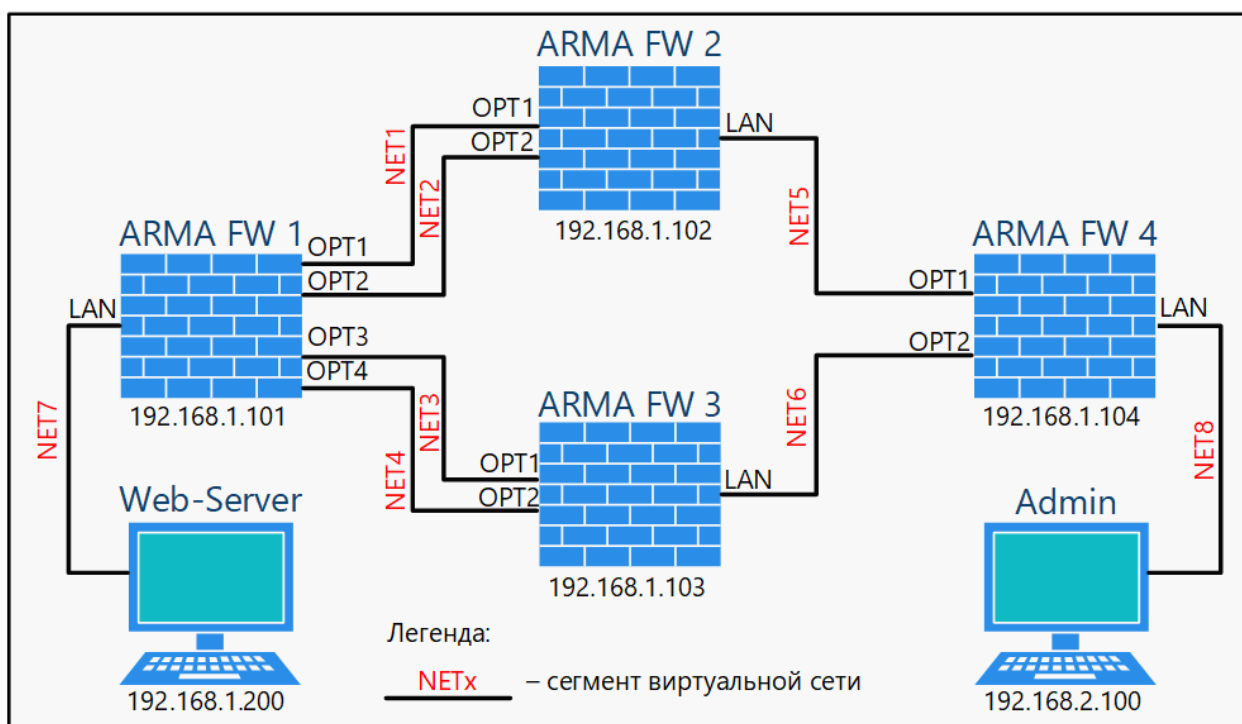 ARMA FW 2
OPT1
OPT2
LAN
NET1
NET2
192.168.1.102
NET5
ARMA FW 1
OPT1
OPT2
OPT3
OPT4
LAN
192.168.1.101
ARMA FW 4
OPT1
OPT2
LAN
192.168.1.104
NET7
NET3
NET4
ARMA FW 3
OPT1
OPT2
LAN
192.168.1.103
NET6
NET8
Web-Server
192.168.1.200
Admin
192.168.2.100
Легенда:
NETx – сегмент виртуальной сети